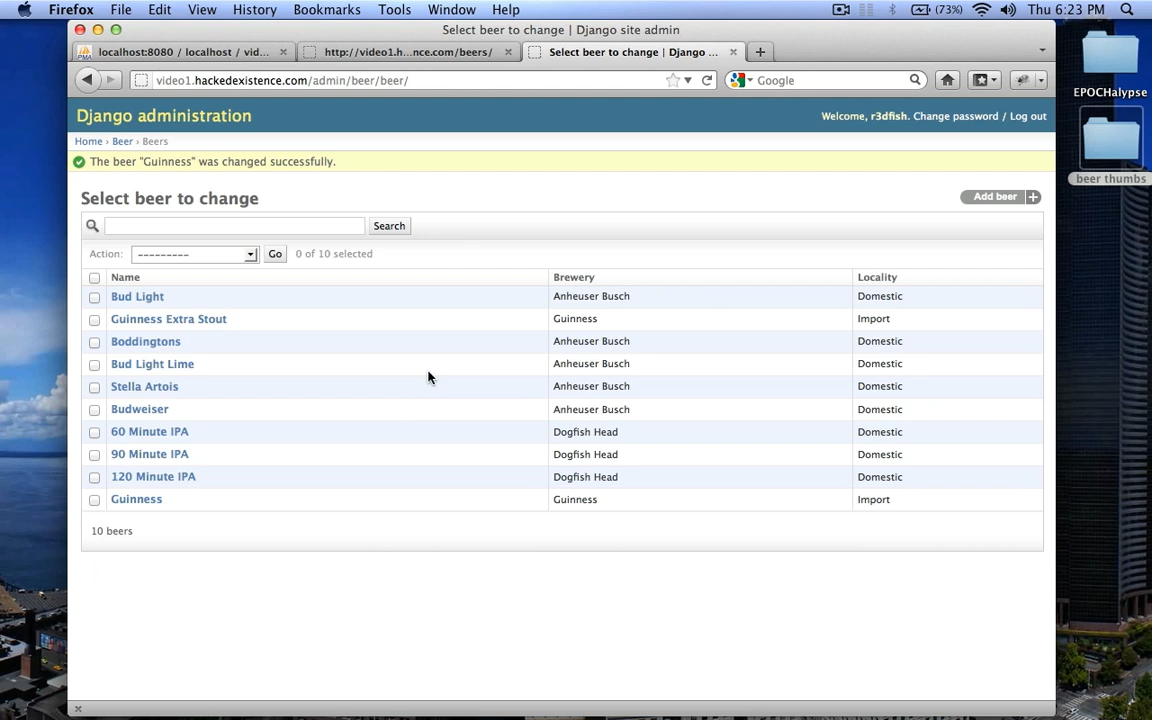 Firefox File Edit View History Bookmarks Tools Window Help (73%) Thu 6:23 PM
Select beer to change | Django site admin
localhost:8080 / localhost / vid... http://video1.h...nce.com/beers/ Select beer to change | Django ...
video1.hackedexistence.com/admin/beer/beer/ Google
EPOCHalypse
beer thumbs
Django administration Welcome, r3dfish. Change password / Log out
Home › Beer › Beers
The beer "Guinness" was changed successfully.
Select beer to change Add beer +
Search
Action: --------- Go 0 of 10 selected
Name Brewery Locality
Bud Light Anheuser Busch Domestic
Guinness Extra Stout Guinness Import
Boddingtons Anheuser Busch Domestic
Bud Light Lime Anheuser Busch Domestic
Stella Artois Anheuser Busch Domestic
Budweiser Anheuser Busch Domestic
60 Minute IPA Dogfish Head Domestic
90 Minute IPA Dogfish Head Domestic
120 Minute IPA Dogfish Head Domestic
Guinness Guinness Import
10 beers